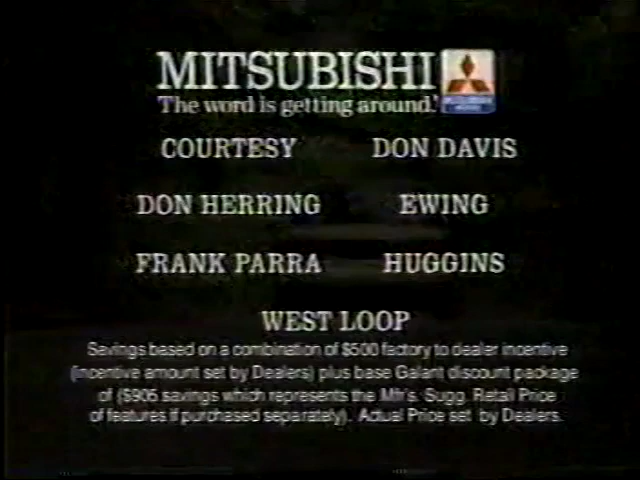 MITSUBISHI
The word is getting around.
COURTESY DON DAVIS
DON HERRING EWING
FRANK PARRA HUGGINS
WEST LOOP
Savings based on a combination of $500 factory to dealer incentive
(incentive amount set by Dealers) plus base Galant discount package
of ($906 savings which represents the Mfr's. Sugg. Retail Price
of features if purchased separately). Actual Price set by Dealers.